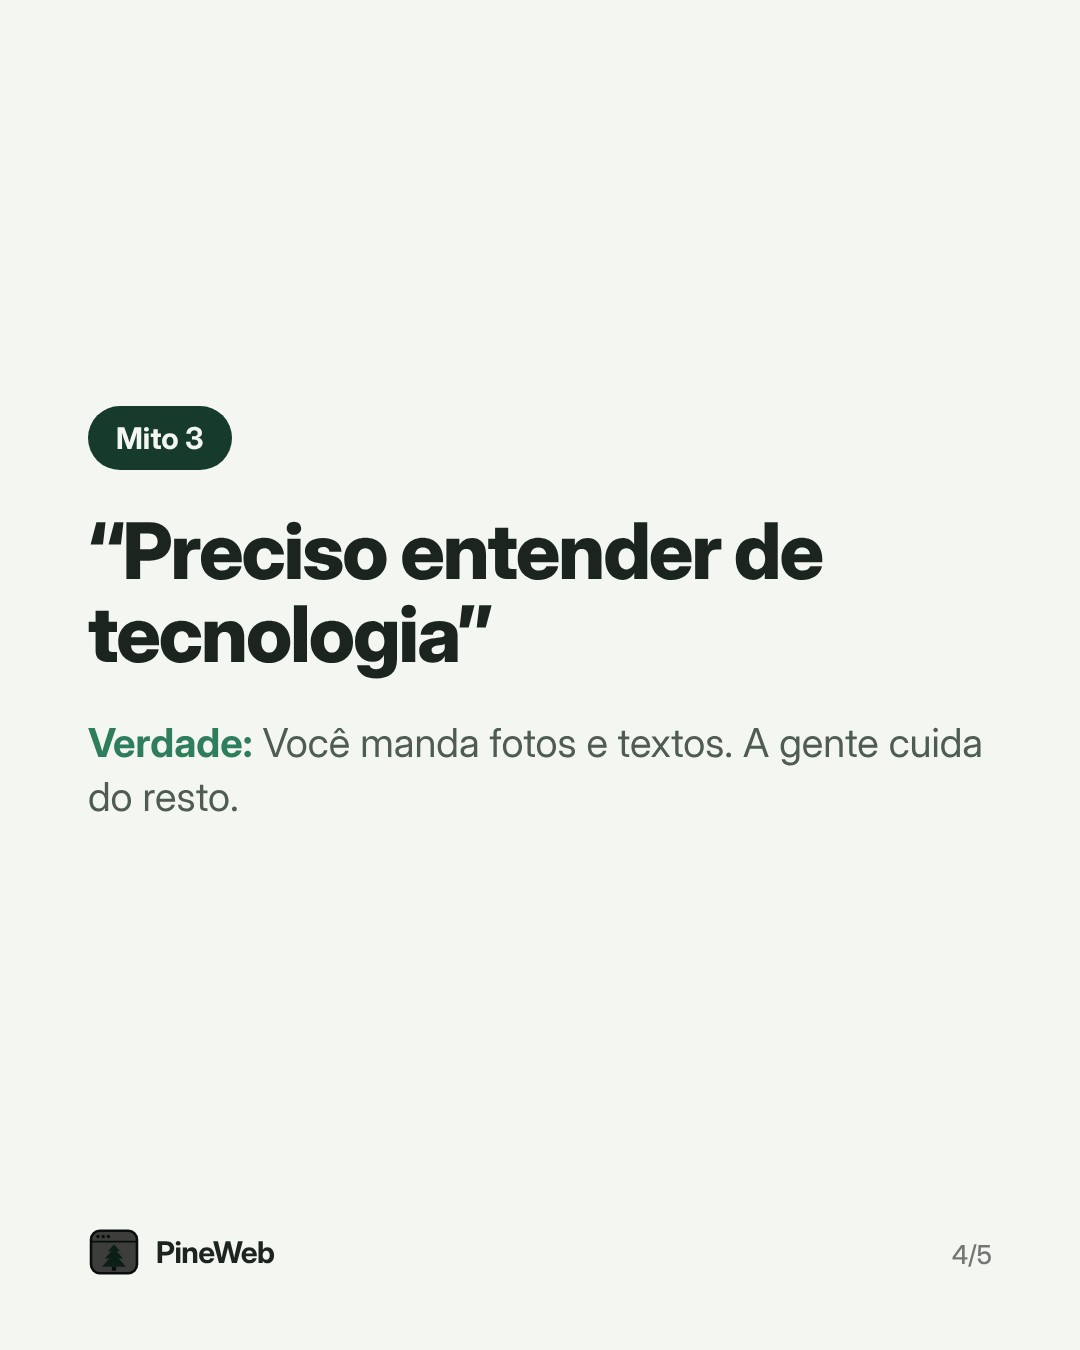 Mito 3
“Preciso entender de
tecnologia”
Verdade: Você manda fotos e textos. A gente cuida
do resto.
PineWeb
4/5